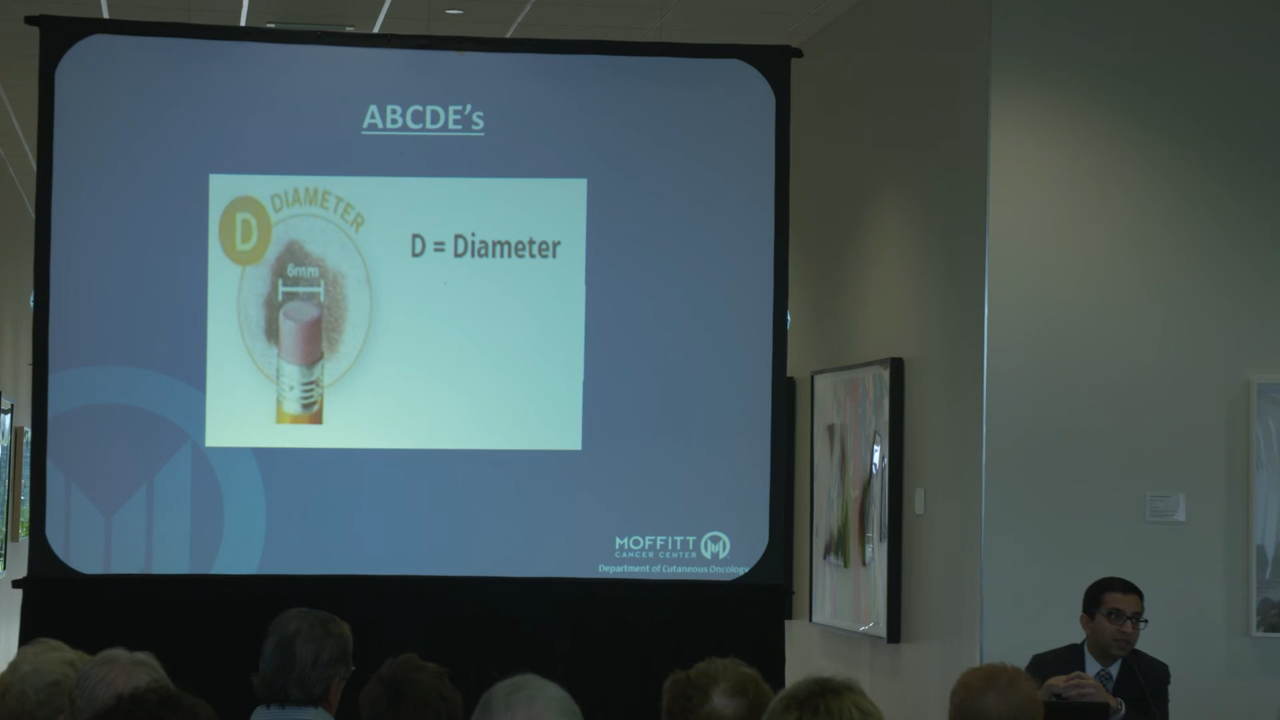 ABCDE's
D
DIAMETER
6mm
D = Diameter
MOFFITT
CANCER CENTER
Department of Cutaneous Oncology